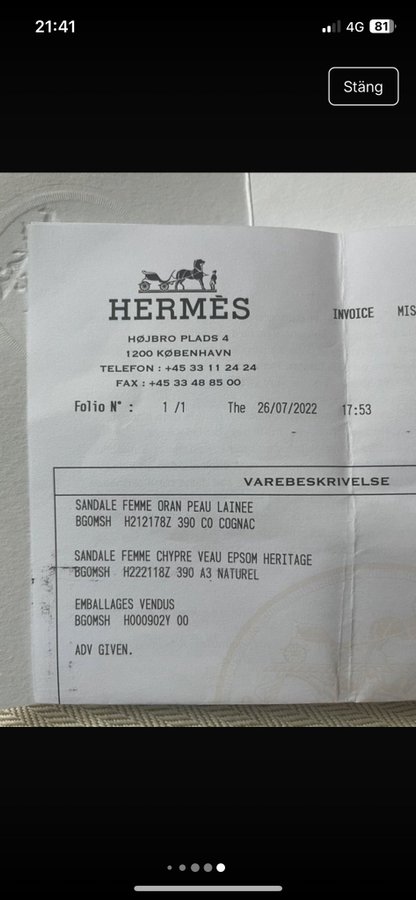 21:41
4G 81
Stäng
HERMÈS
HØJBRO PLADS 4
1200 KØBENHAVN
TELEFON : +45 33 11 24 24
FAX : +45 33 48 85 00
INVOICE MIS
Folio N° : 1 /1 The 26/07/2022 17:53
VAREBESKRIVELSE
SANDALE FEMME ORAN PEAU LAINEE
BGOMSH H212178Z 390 CO COGNAC
SANDALE FEMME CHYPRE VEAU EPSOM HERITAGE
BGOMSH H222118Z 390 A3 NATUREL
EMBALLAGES VENDUS
BGOMSH H000902Y 00
ADV GIVEN.